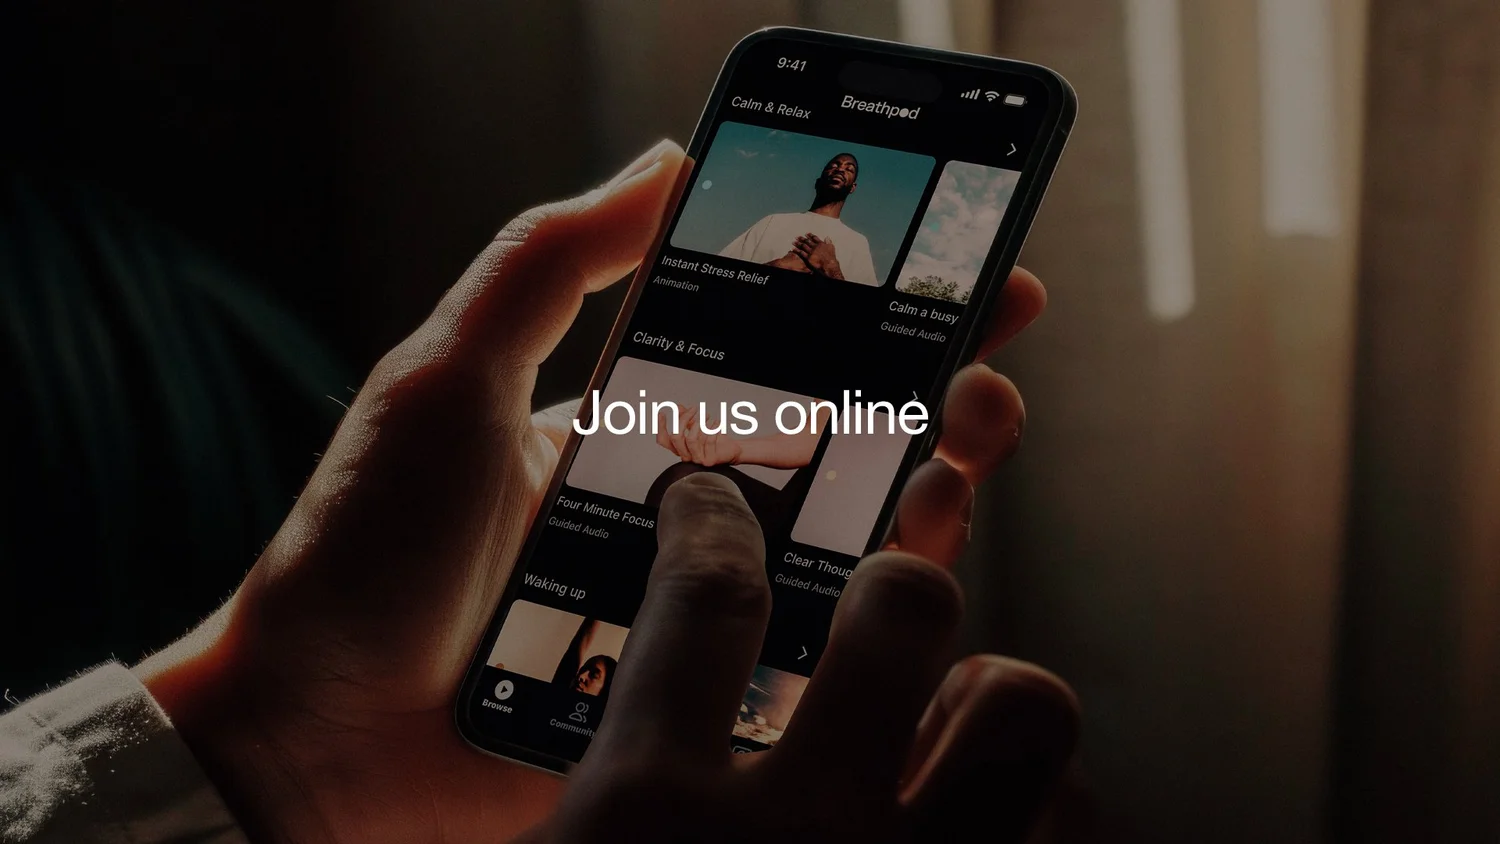 9:41
Breathpod
Calm & Relax
Instant Stress Relief
Animation
Calm a busy
Guided Audio
Clarity & Focus
Join us online
Four Minute Focus
Guided Audio
Clear Thoug
Guided Audio
Waking up
Browse
Community